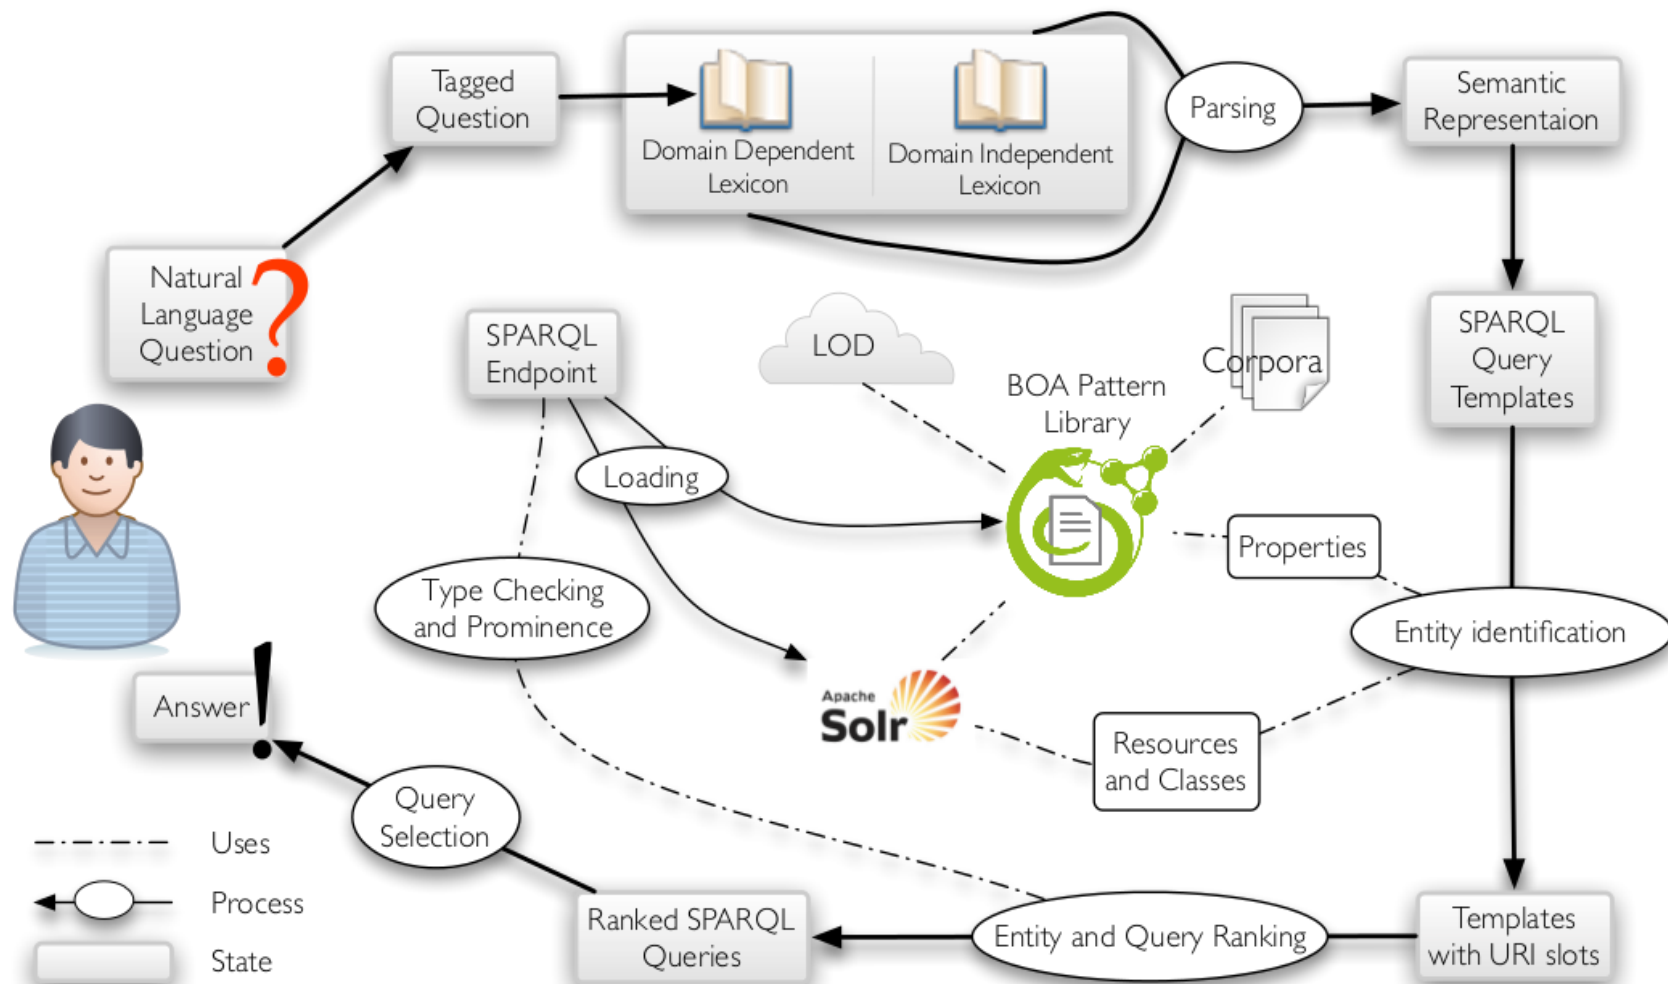 Tagged
Question
Domain Dependent
Lexicon
Domain Independent
Lexicon
Parsing
Semantic
Representaion
Natural
Language
Question
?
SPARQL
Endpoint
LOD
Corpora
BOA Pattern
Library
SPARQL
Query
Templates
Loading
Properties
Type Checking
and Prominence
Entity identification
Apache
Solr
Resources
and Classes
Answer
!
Query
Selection
Uses
Process
State
Ranked SPARQL
Queries
Entity and Query Ranking
Templates
with URI slots